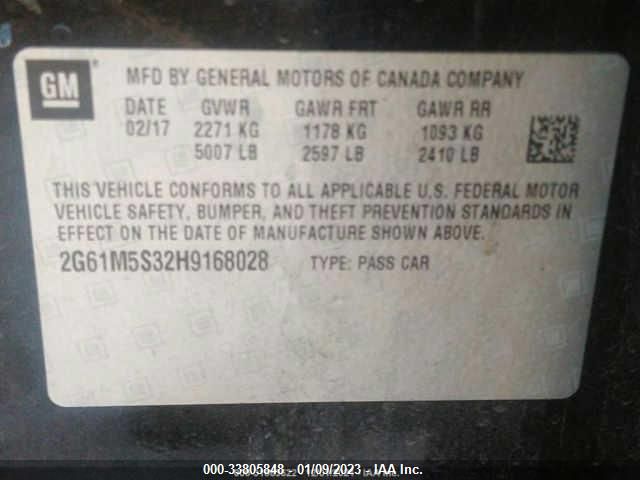 GM ®
MFD BY GENERAL MOTORS OF CANADA COMPANY
DATE GVWR GAWR FRT GAWR RR
02/17 2271 KG 1178 KG 1093 KG
5007 LB 2597 LB 2410 LB
THIS VEHICLE CONFORMS TO ALL APPLICABLE U.S. FEDERAL MOTOR
VEHICLE SAFETY, BUMPER, AND THEFT PREVENTION STANDARDS IN
EFFECT ON THE DATE OF MANUFACTURE SHOWN ABOVE.
2G61M5S32H9168028 TYPE: PASS CAR
000-33805848 - 01/09/2023 - IAA Inc.